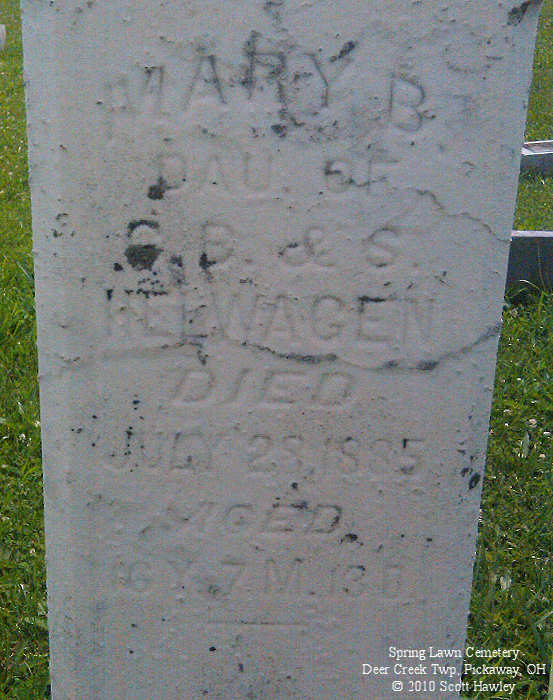 MARY B.
DAU. OF
C. B. & S.
HELWAGEN
DIED
JULY 28, 1885
AGED
16 Y. 7 M. 13 D.
Spring Lawn Cemetery
Deer Creek Twp, Pickaway, OH
© 2010 Scott Hawley